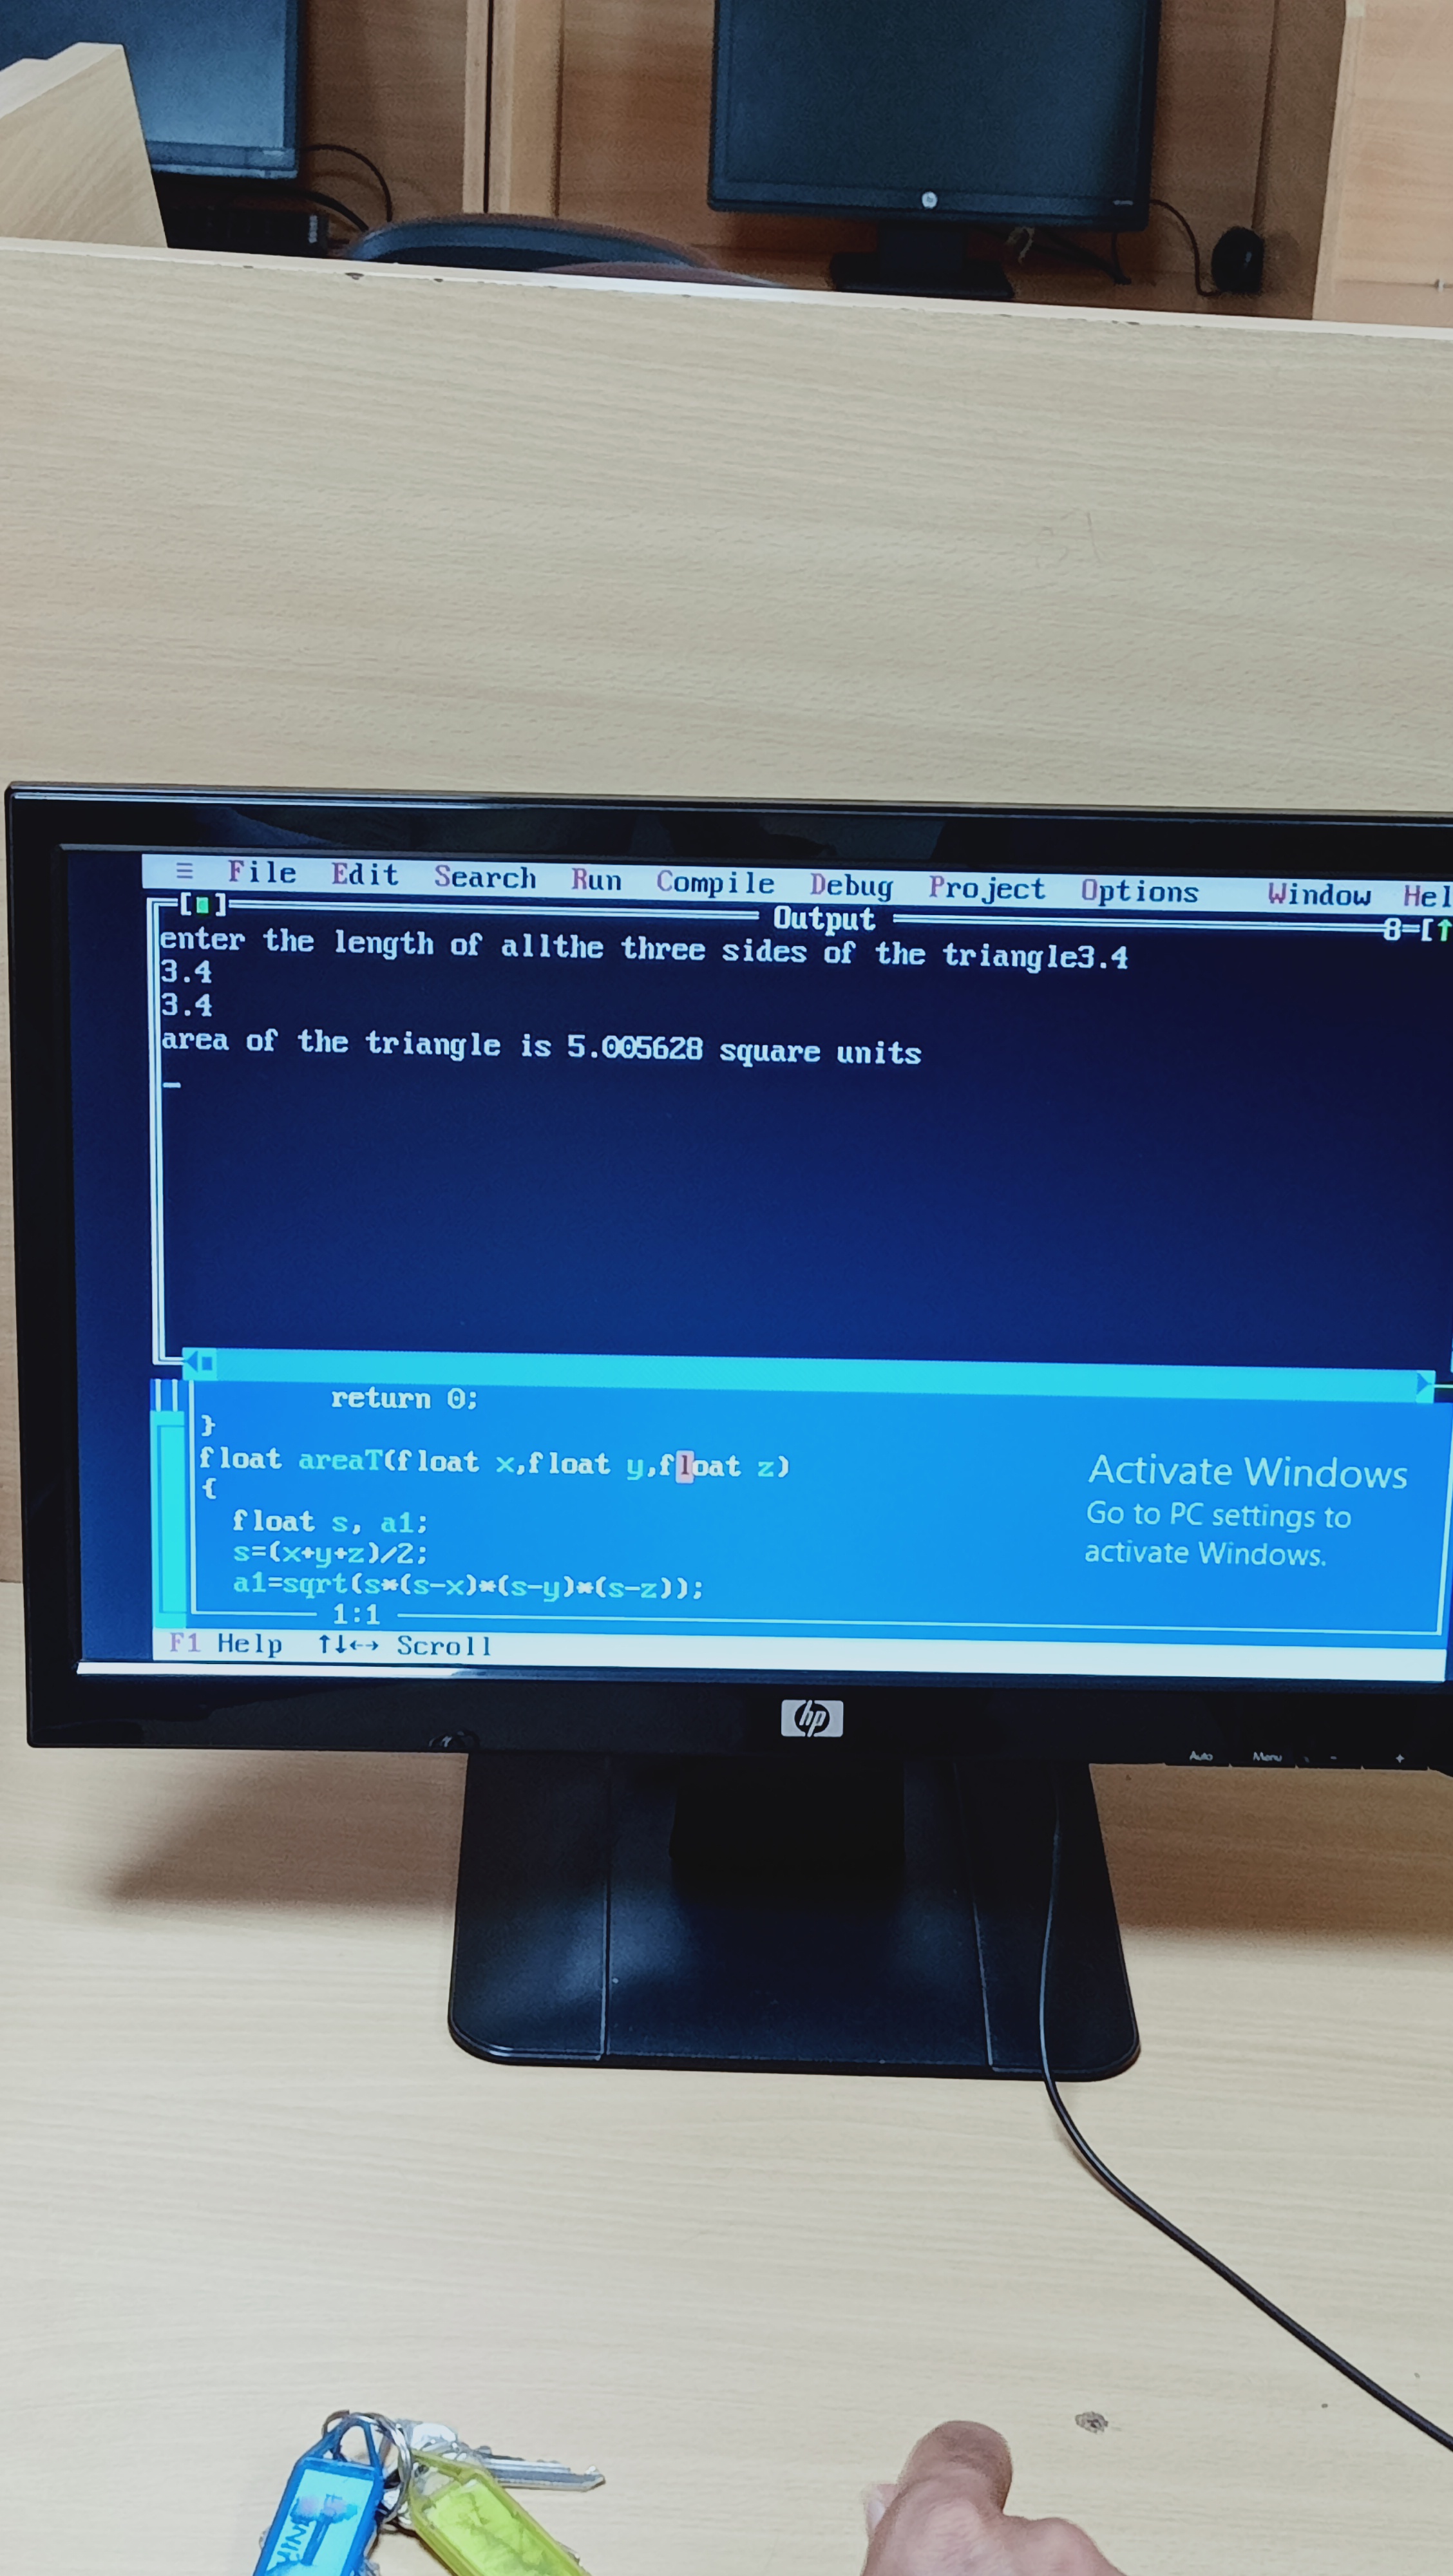 ≡ File Edit Search Run Compile Debug Project Options Window Hel
[■] Output 8=[↑
enter the length of allthe three sides of the triangle3.4
3.4
3.4
area of the triangle is 5.005628 square units
_
return 0;
}
float areaT(float x,float y,float z)
{
float s, a1;
s=(x+y+z)/2;
a1=sqrt(s*(s-x)*(s-y)*(s-z));
1:1
F1 Help ↑↓←→ Scroll
Activate Windows
Go to PC settings to
activate Windows.
hp
Auto Menu - +